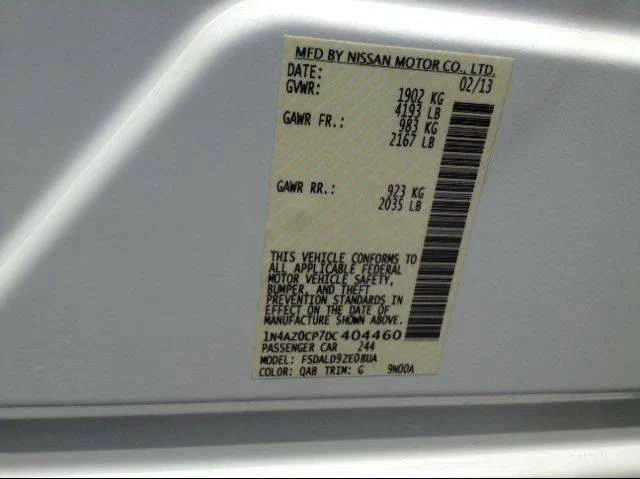 MFD BY NISSAN MOTOR CO., LTD.
DATE: 02/13
GVWR: 1902 KG
4193 LB
GAWR FR.: 983 KG
2167 LB
GAWR RR.: 923 KG
2035 LB
THIS VEHICLE CONFORMS TO
ALL APPLICABLE FEDERAL
MOTOR VEHICLE SAFETY,
BUMPER, AND THEFT
PREVENTION STANDARDS IN
EFFECT ON THE DATE OF
MANUFACTURE SHOWN ABOVE.
1N4AZ0CP7DC404460
PASSENGER CAR 244
MODEL: FSDALD9ZE0BUA
COLOR: QAB TRIM: G 9N00A